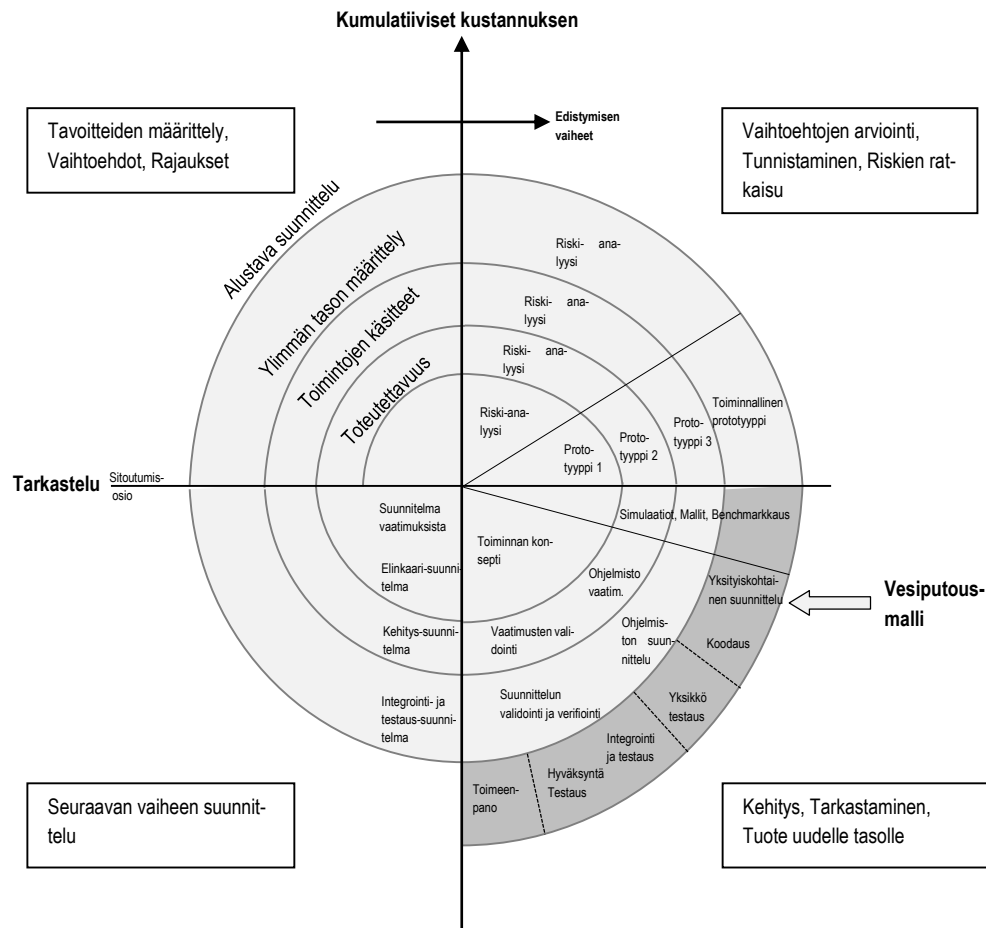 Kumulatiiviset kustannuksen
Edistymisen
vaiheet
Tavoitteiden määrittely,
Vaihtoehdot, Rajaukset
Vaihtoehtojen arviointi,
Tunnistaminen, Riskien rat-
kaisu
Alustava suunnittelu
Ylimmän tason määrittely
Toimintojen käsitteet
Toteutettavuus
Riski- ana-
lyysi
Riski- ana-
lyysi
Riski- ana-
lyysi
Riski-ana-
lyysi
Proto-
tyyppi 1
Proto-
tyyppi 2
Proto-
tyyppi 3
Toiminnallinen
prototyyppi
Tarkastelu
Sitoutumis-
osio
Suunnitelma
vaatimuksista
Elinkaari-suunni-
telma
Kehitys-suunni-
telma
Integrointi- ja
testaus-suunni-
telma
Toiminnan kon-
septi
Simulaatiot, Mallit, Benchmarkkaus
Ohjelmisto
vaatim.
Vaatimusten vali-
dointi
Ohjelmis-
ton suun-
nittelu
Suunnittelun
validointi ja verifiointi
Yksityiskohtai-
nen suunnittelu
Koodaus
Yksikkö
testaus
Integrointi
ja testaus
Hyväksyntä
Testaus
Toimeen-
pano
Vesiputous-
malli
Seuraavan vaiheen suunnit-
telu
Kehitys, Tarkastaminen,
Tuote uudelle tasolle